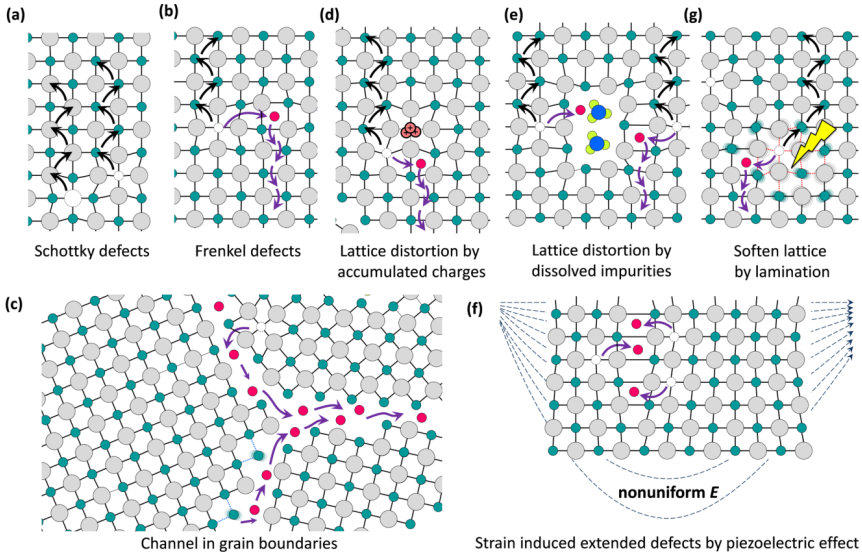 (a)
(b)
(d)
(e)
(g)
Schottky defects
Frenkel defects
Lattice distortion by
accumulated charges
Lattice distortion by
dissolved impurities
Soften lattice
by lamination
(c)
(f)
nonuniform E
Channel in grain boundaries
Strain induced extended defects by piezoelectric effect